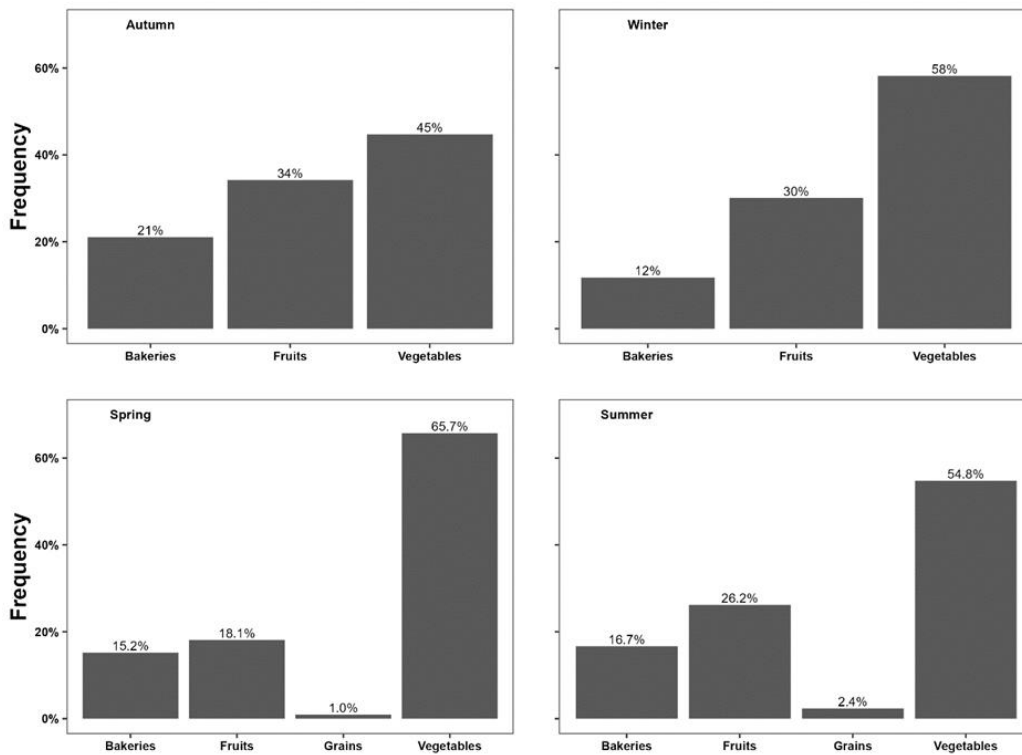 Autumn
Frequency
60%
40%
20%
0%
21%
34%
45%
Bakeries
Fruits
Vegetables
Winter
12%
30%
58%
Bakeries
Fruits
Vegetables
Spring
Frequency
60%
40%
20%
0%
15.2%
18.1%
1.0%
65.7%
Bakeries
Fruits
Grains
Vegetables
Summer
16.7%
26.2%
2.4%
54.8%
Bakeries
Fruits
Grains
Vegetables